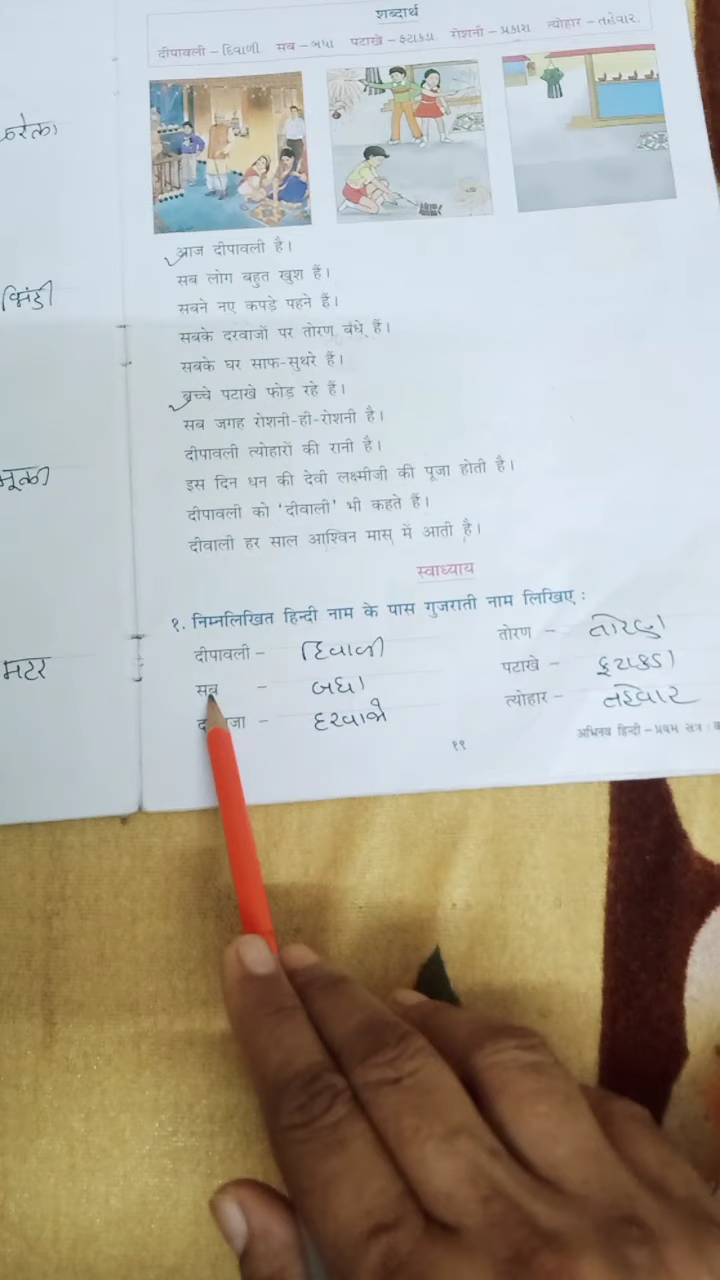 शब्दार्थ
दीपावली – દિવાળી सब – બધા पटाखे – ફટાકડા रोशनी – પ્રકાશ त्योहार – તહેવાર.
आज दीपावली है।
सब लोग बहुत खुश हैं।
सबने नए कपड़े पहने हैं।
सबके दरवाजों पर तोरण बँधे हैं।
सबके घर साफ-सुथरे हैं।
बच्चे पटाखे फोड़ रहे हैं।
सब जगह रोशनी-ही-रोशनी है।
दीपावली त्योहारों की रानी है।
इस दिन धन की देवी लक्ष्मीजी की पूजा होती है।
दीपावली को 'दीवाली' भी कहते हैं।
दीवाली हर साल आश्विन मास में आती है।
स्वाध्याय
१. निम्नलिखित हिन्दी नाम के पास गुजराती नाम लिखिए :
दीपावली – દિવાળી तोरण – તોરણ
सब – બધા पटाखे – ફટાકડા
जा – દરવાજો त्योहार – તહેવાર
१९
अभिनव हिन्दी – प्रथम सत्र :
भिंडी
मटर